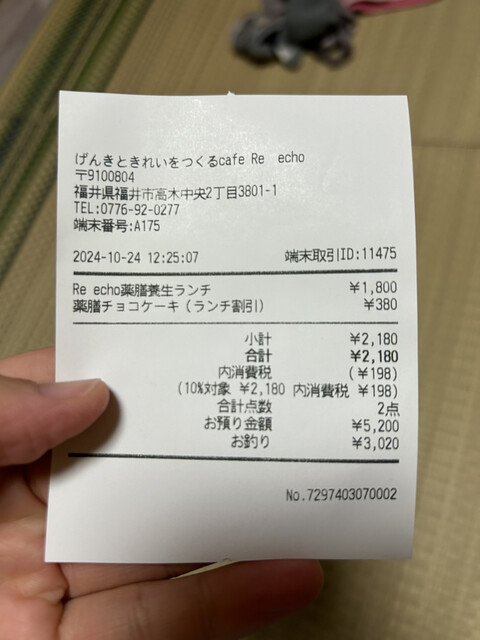 げんきときれいをつくるcafe Re echo
〒9100804
福井県福井市高木中央2丁目3801-1
TEL:0776-92-0277
端末番号:A175
2024-10-24 12:25:07 端末取引ID:11475
Re echo薬膳養生ランチ ¥1,800
薬膳チョコケーキ(ランチ割引) ¥380
小計 ¥2,180
合計 ¥2,180
内消費税 (¥198)
(10%対象 ¥2,180 内消費税 ¥198)
合計点数 2点
お預り金額 ¥5,200
お釣り ¥3,020
No.7297403070002